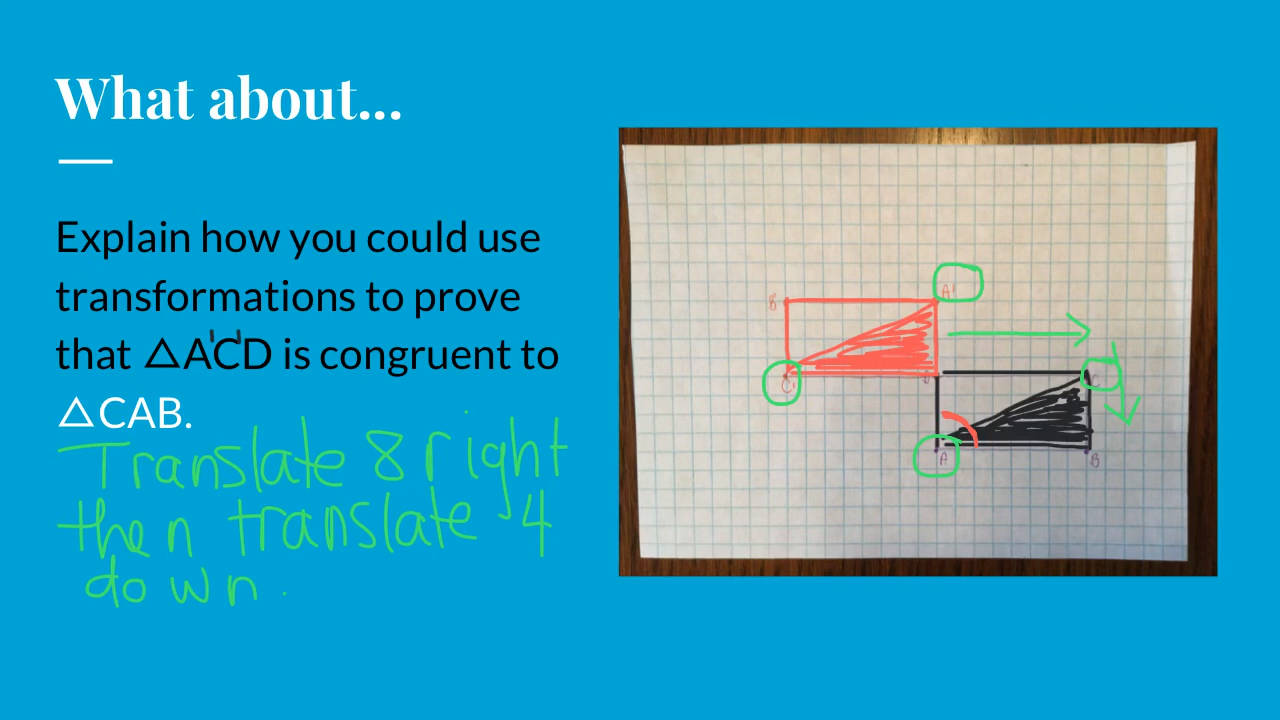 What about...
Explain how you could use
transformations to prove
that △A'C'D is congruent to
△CAB.
Translate 8 right
then translate 4
down.
B
A'
C'
C
A
B